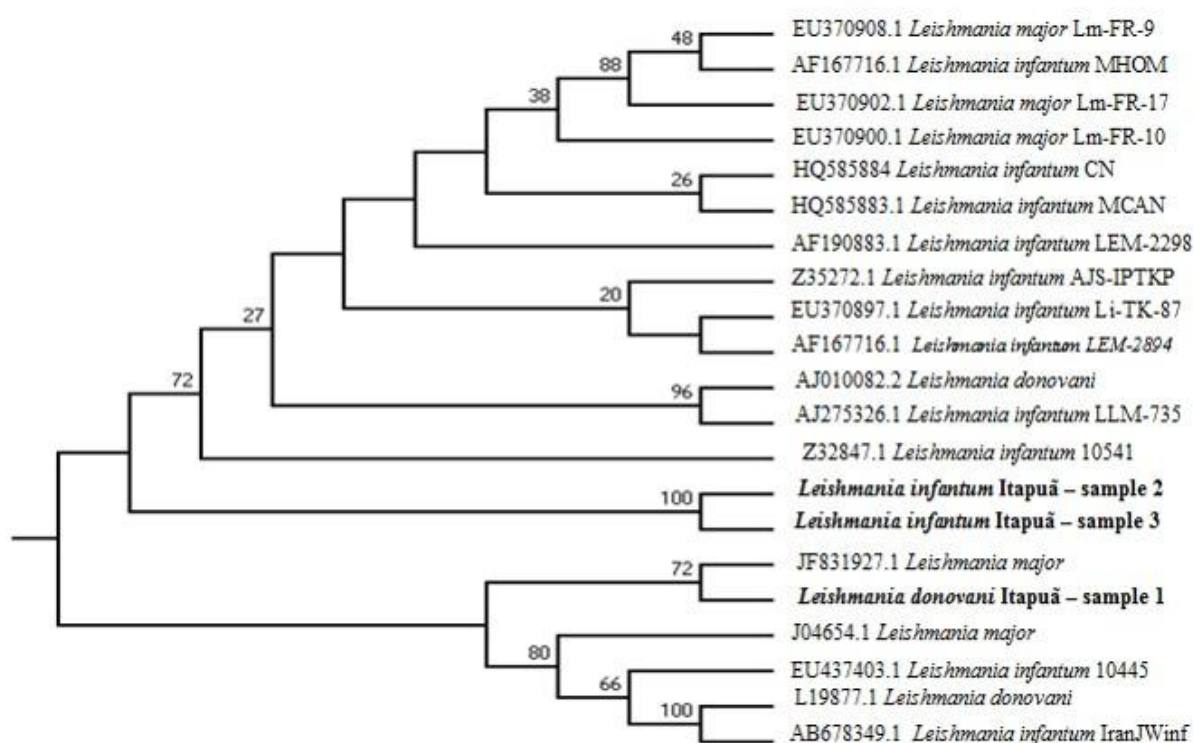 EU370908.1 Leishmania major Lm-FR-9
48
AF167716.1 Leishmania infantum MHOM
88
EU370902.1 Leishmania major Lm-FR-17
38
EU370900.1 Leishmania major Lm-FR-10
HQ585884 Leishmania infantum CN
26
HQ585883.1 Leishmania infantum MCAN
AF190883.1 Leishmania infantum LEM-2298
Z35272.1 Leishmania infantum AJS-IPTKP
20
EU370897.1 Leishmania infantum Li-TK-87
27
AF167716.1 Leishmania infantum LEM-2894
72
AJ010082.2 Leishmania donovani
96
AJ275326.1 Leishmania infantum LLM-735
Z32847.1 Leishmania infantum 10541
Leishmania infantum Itapuã – sample 2
100
Leishmania infantum Itapuã – sample 3
JF831927.1 Leishmania major
72
Leishmania donovani Itapuã – sample 1
J04654.1 Leishmania major
80
EU437403.1 Leishmania infantum 10445
66
L19877.1 Leishmania donovani
100
AB678349.1 Leishmania infantum IranJWinf